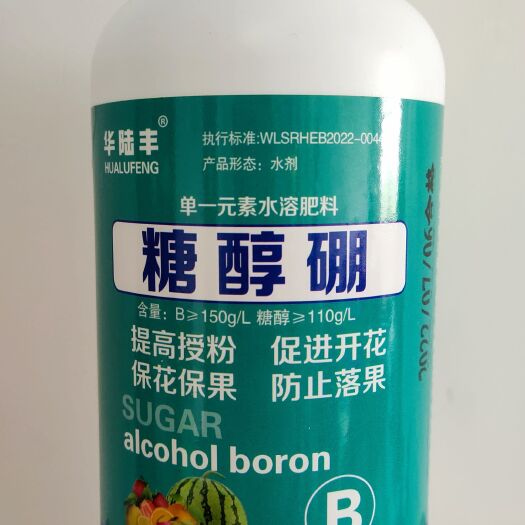 华陆丰®
HUALUFENG
执行标准:WLSRHEB2022-004
产品形态: 水剂
单一元素水溶肥料
糖醇硼
含量: B≥150g/L 糖醇≥110g/L
提高授粉 促进开花
保花保果 防止落果
SUGAR
alcohol boron
B